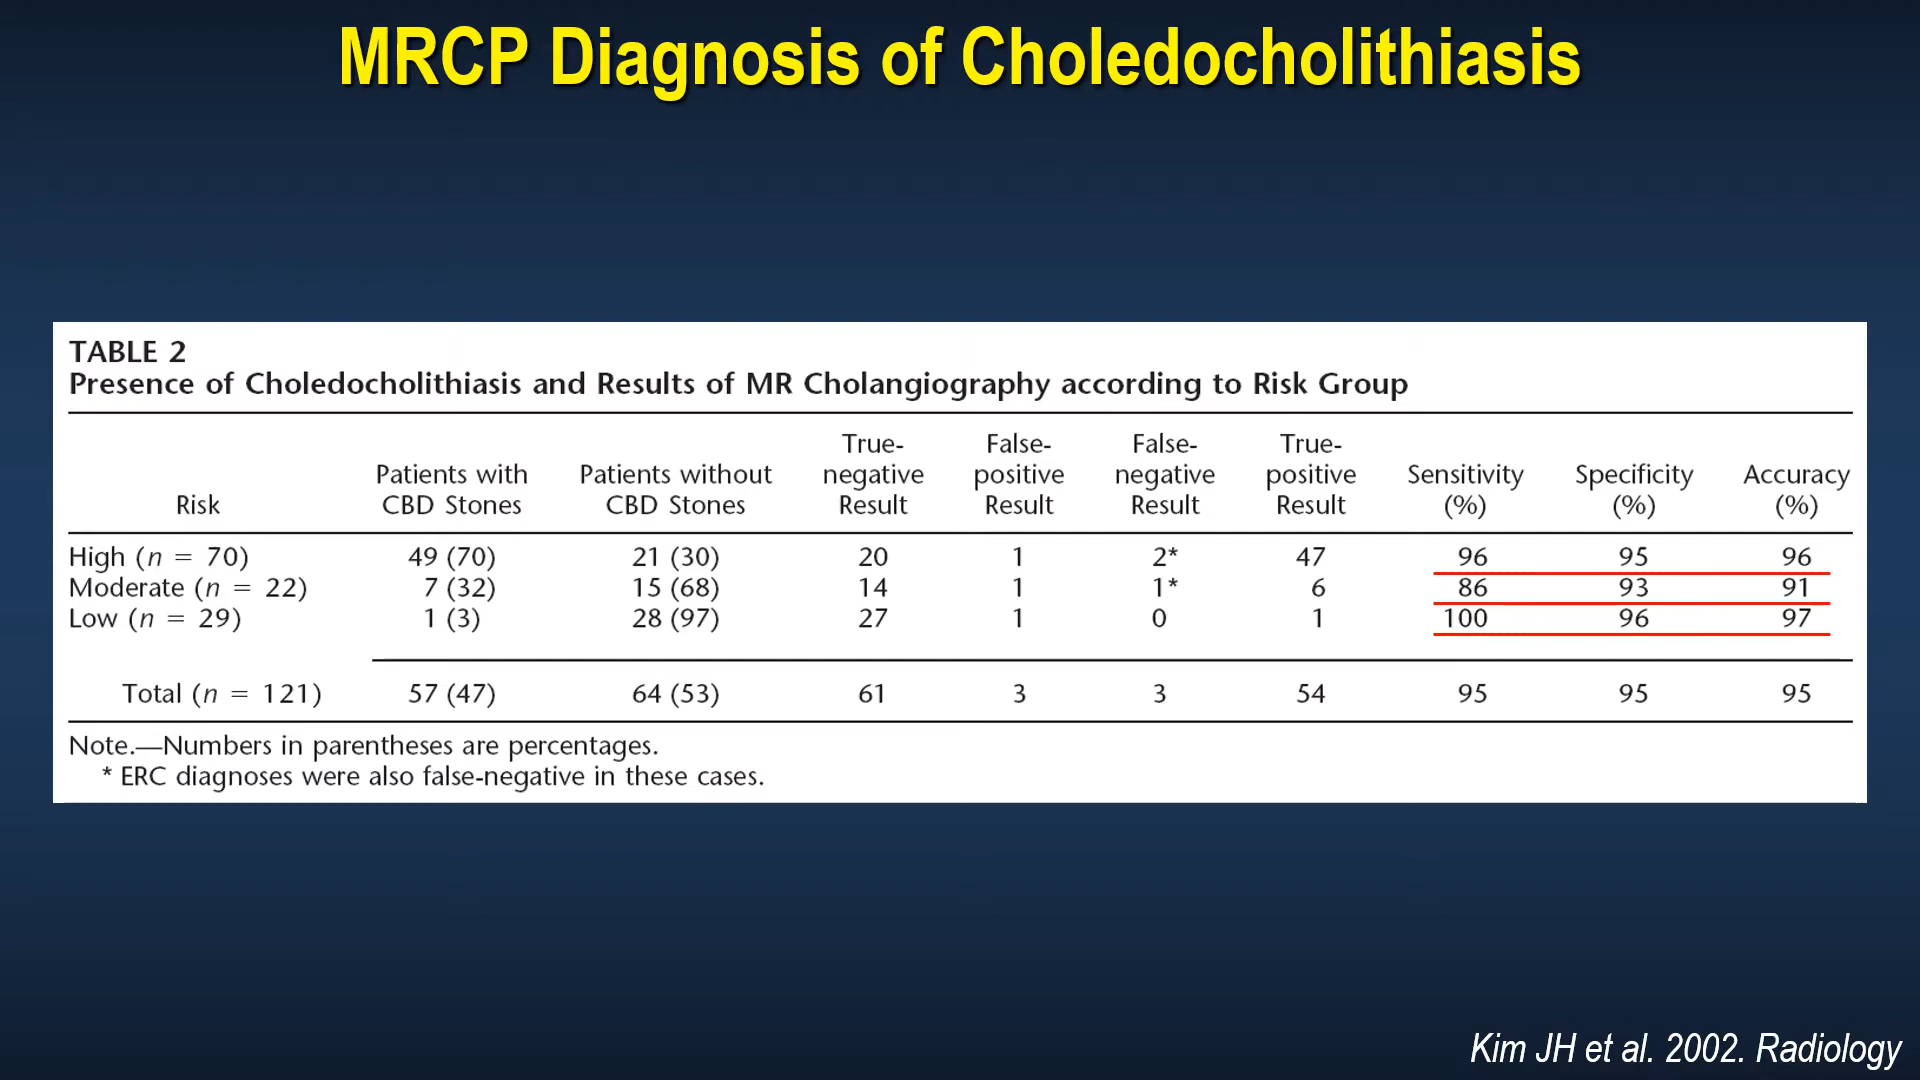 MRCP Diagnosis of Choledocholithiasis
TABLE 2
Presence of Choledocholithiasis and Results of MR Cholangiography according to Risk Group
Risk Patients with CBD Stones Patients without CBD Stones True-negative Result False-positive Result False-negative Result True-positive Result Sensitivity (%) Specificity (%) Accuracy (%)
High (n = 70) 49 (70) 21 (30) 20 1 2* 47 96 95 96
Moderate (n = 22) 7 (32) 15 (68) 14 1 1* 6 86 93 91
Low (n = 29) 1 (3) 28 (97) 27 1 0 1 100 96 97
Total (n = 121) 57 (47) 64 (53) 61 3 3 54 95 95 95
Note.—Numbers in parentheses are percentages.
* ERC diagnoses were also false-negative in these cases.
Kim JH et al. 2002. Radiology